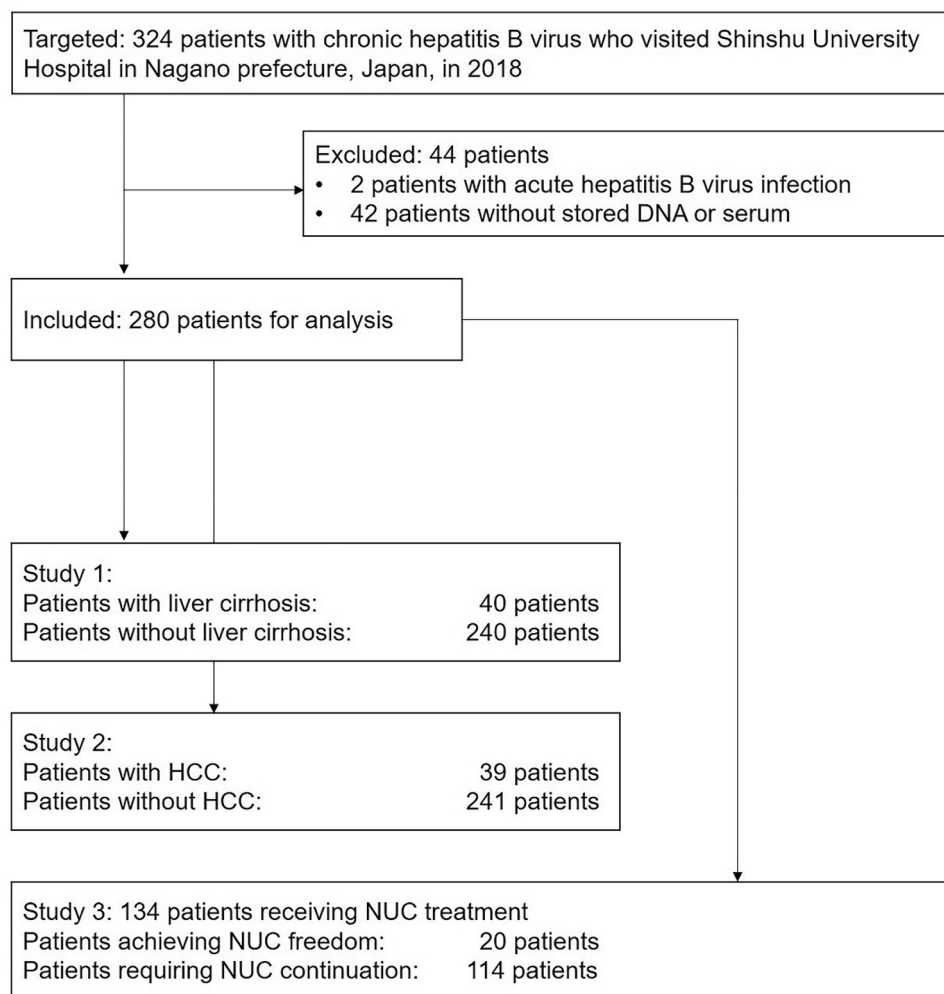 Targeted: 324 patients with chronic hepatitis B virus who visited Shinshu University
Hospital in Nagano prefecture, Japan, in 2018
Excluded: 44 patients
• 2 patients with acute hepatitis B virus infection
• 42 patients without stored DNA or serum
Included: 280 patients for analysis
Study 1:
Patients with liver cirrhosis: 40 patients
Patients without liver cirrhosis: 240 patients
Study 2:
Patients with HCC: 39 patients
Patients without HCC: 241 patients
Study 3: 134 patients receiving NUC treatment
Patients achieving NUC freedom: 20 patients
Patients requiring NUC continuation: 114 patients